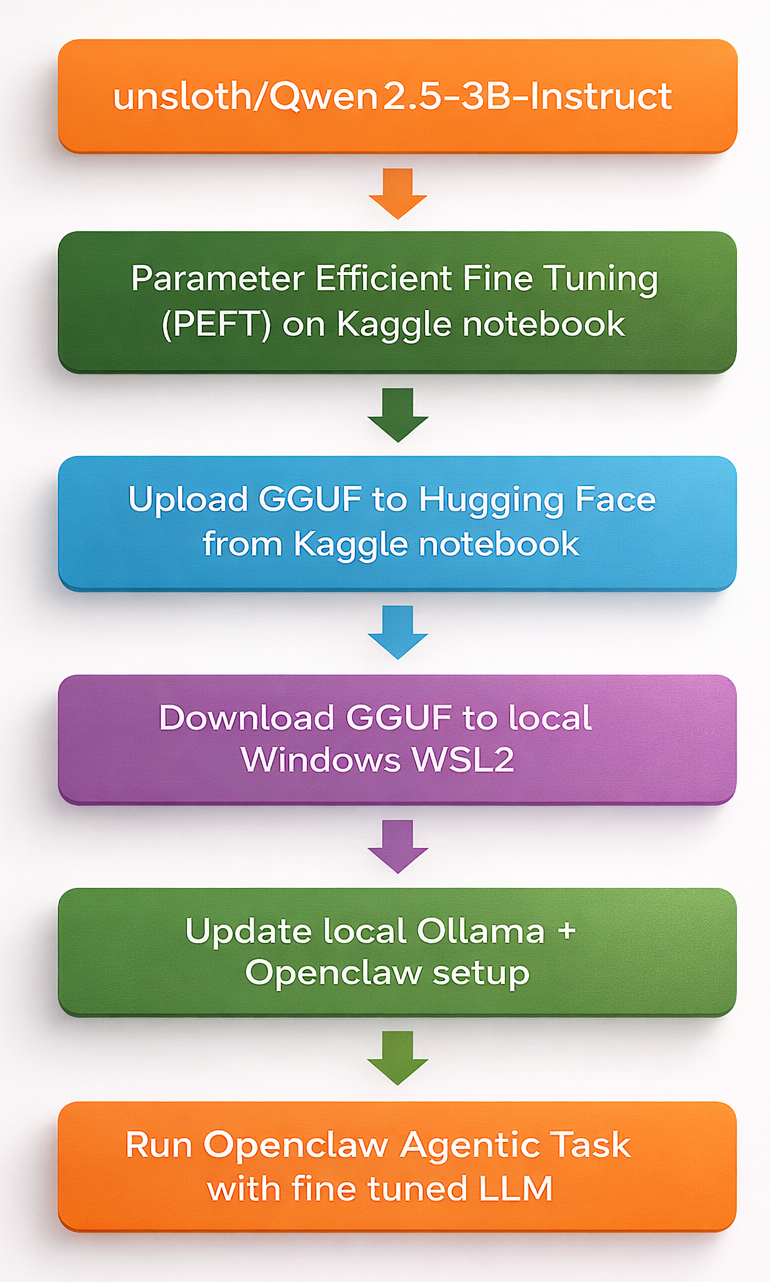 unsloth/Qwen2.5-3B-Instruct
Parameter Efficient Fine Tuning
(PEFT) on Kaggle notebook
Upload GGUF to Hugging Face
from Kaggle notebook
Download GGUF to local
Windows WSL2
Update local Ollama +
Openclaw setup
Run Openclaw Agentic Task
with fine tuned LLM